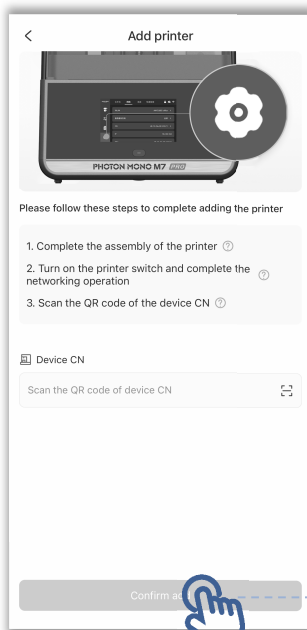 Add printer
PHOTON MONO M7 PRO
Please follow these steps to complete adding the printer
1. Complete the assembly of the printer ?
2. Turn on the printer switch and complete the
networking operation ?
3. Scan the QR code of the device CN ?
Device CN
Scan the QR code of device CN
Confirm